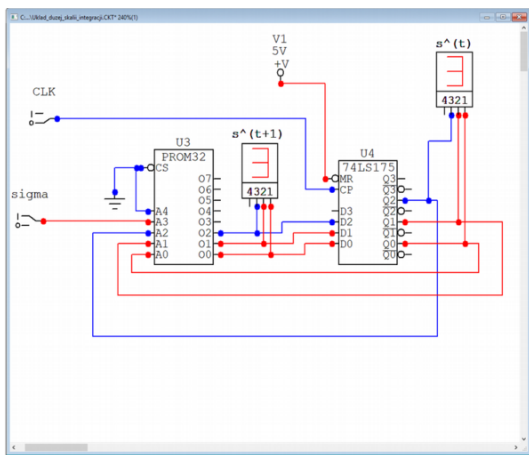 C:\...\Uklad_duzej_skali_integracji.CKT* 240%(1)
V1
5V
+V
s^(t)
3
4321
CLK
U3
PROM32
CS
A4
A3
A2
A1
A0
O7
O6
O5
O4
O3
O2
O1
O0
s^(t+1)
3
4321
U4
74LS175
MR
CP
D3
D2
D1
D0
Q3
Q3
Q2
Q2
Q1
Q1
Q0
Q0
sigma